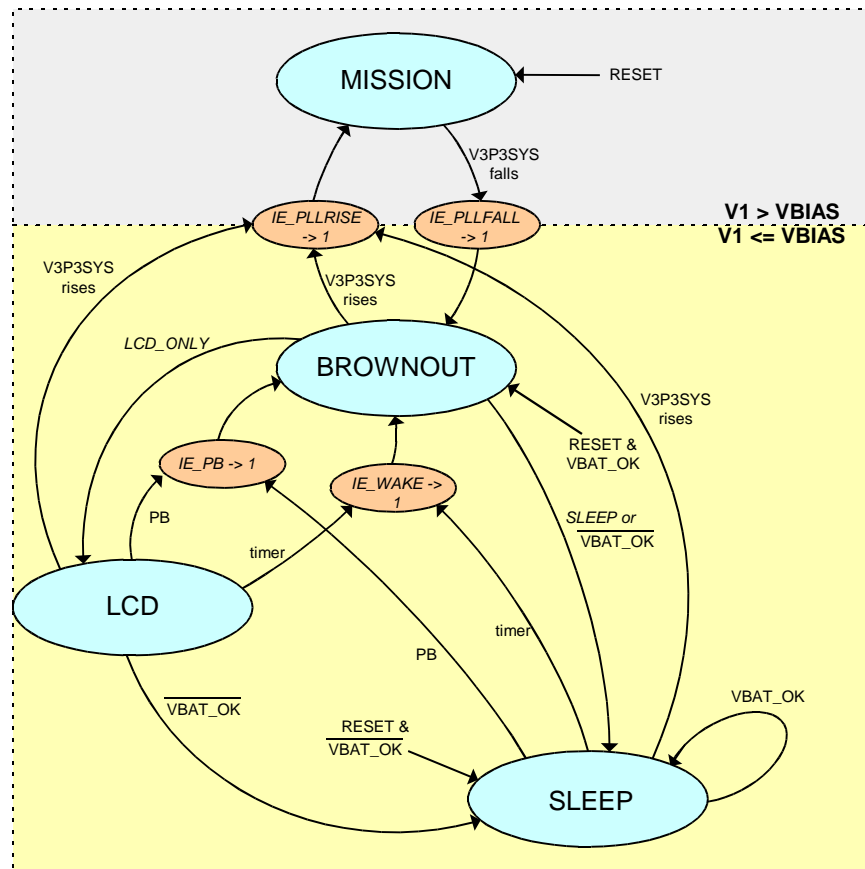 MISSION
RESET
V3P3SYS
falls
IE_PLLRISE
-> 1
IE_PLLFALL
-> 1
V1 > VBIAS
V1 <= VBIAS
V3P3SYS
rises
V3P3SYS
rises
LCD_ONLY
BROWNOUT
V3P3SYS
rises
RESET &
VBAT_OK
IE_PB -> 1
IE_WAKE ->
1
PB
SLEEP or
VBAT_OK
timer
LCD
timer
PB
VBAT_OK
VBAT_OK
RESET &
VBAT_OK
SLEEP